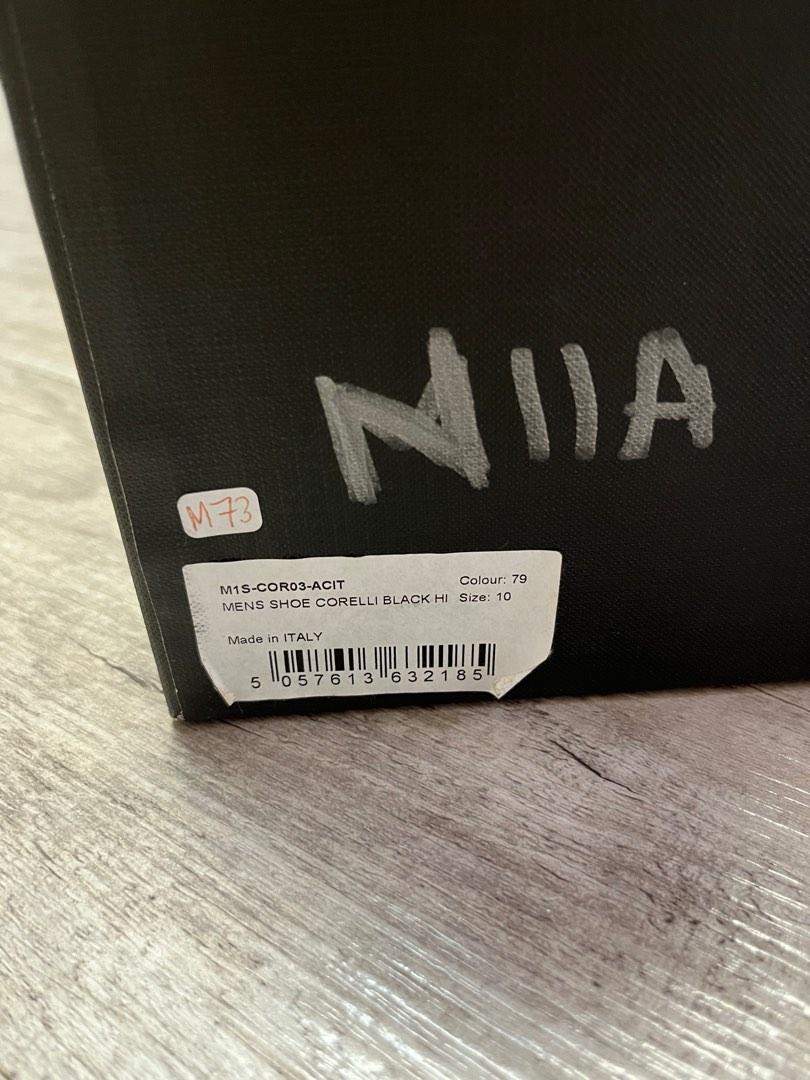 NIIA
M73
M1S-COR03-ACIT Colour: 79
MENS SHOE CORELLI BLACK HI Size: 10
Made in ITALY
5 057613 632185